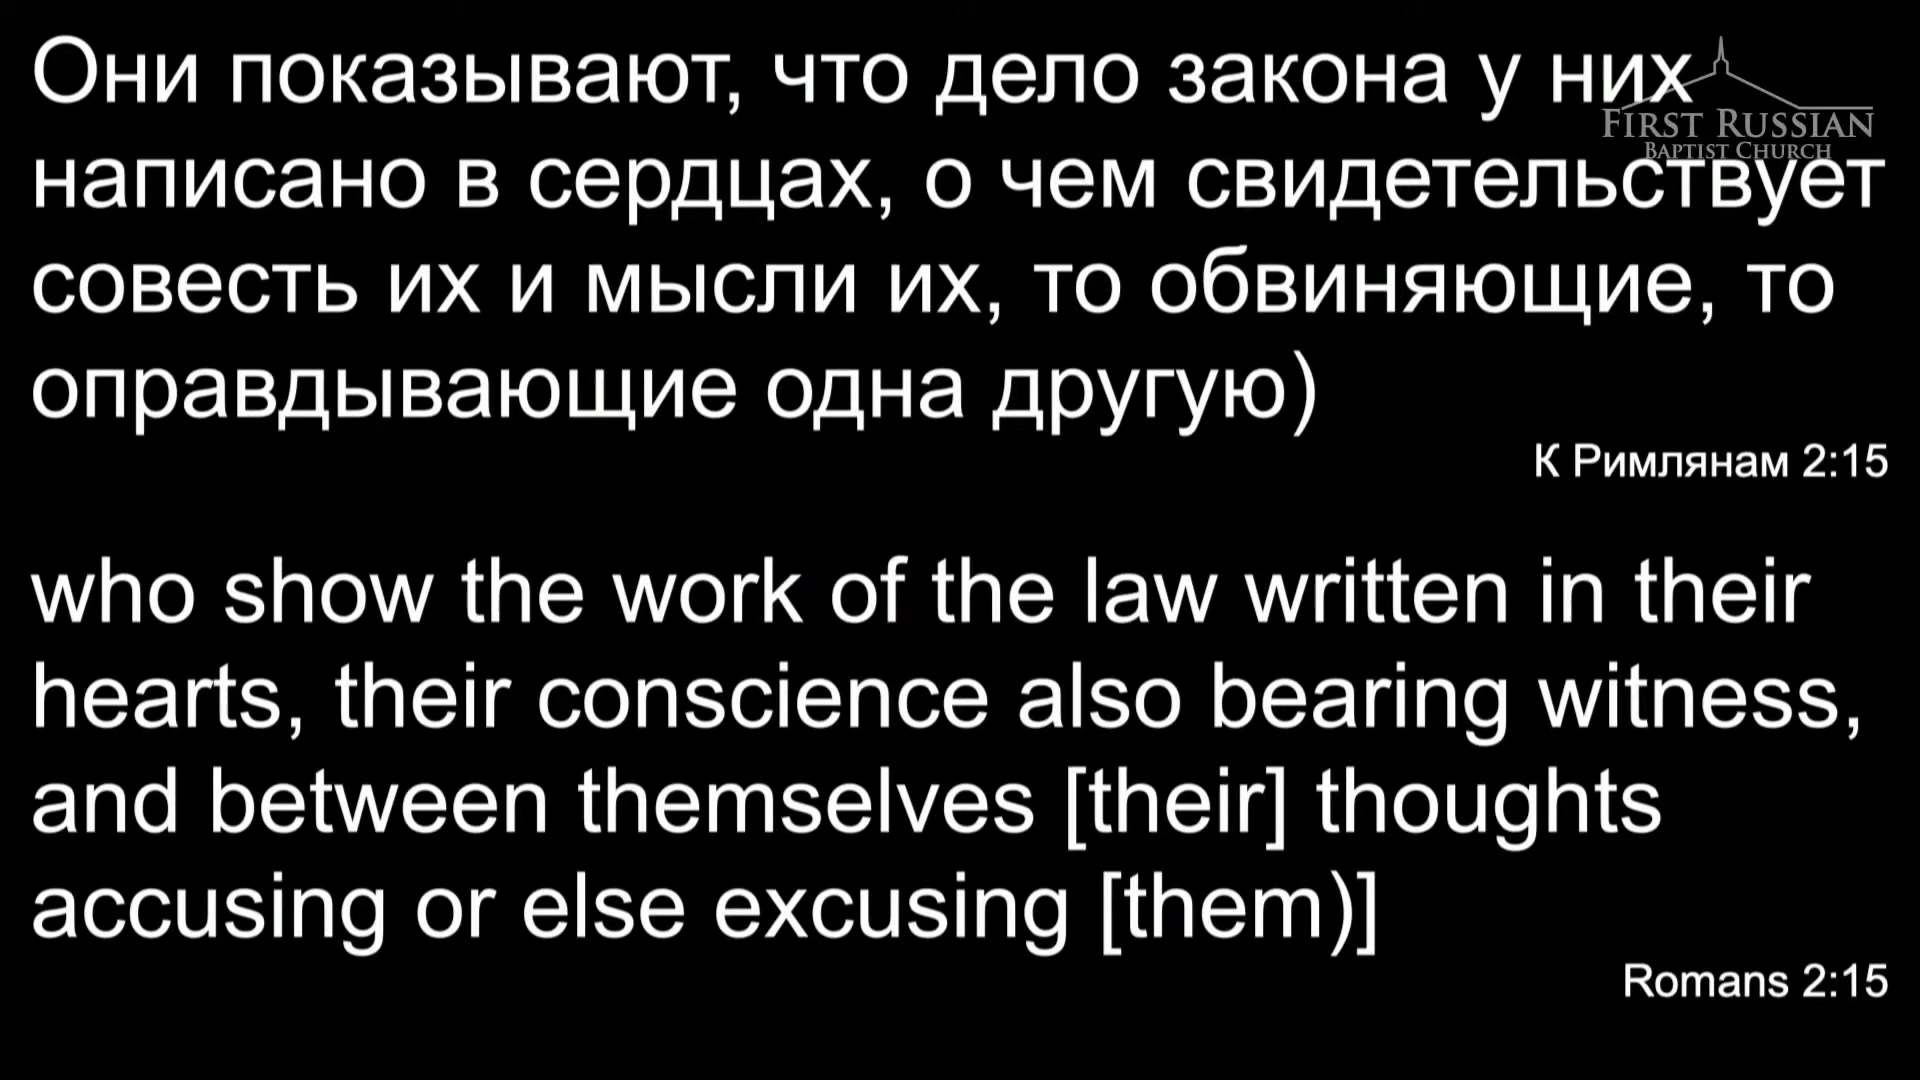 Они показывают, что дело закона у них
FIRST RUSSIAN
BAPTIST CHURCH
написано в сердцах, о чем свидетельствует
совесть их и мысли их, то обвиняющие, то
оправдывающие одна другую)
К Римлянам 2:15
who show the work of the law written in their
hearts, their conscience also bearing witness,
and between themselves [their] thoughts
accusing or else excusing [them)]
Romans 2:15